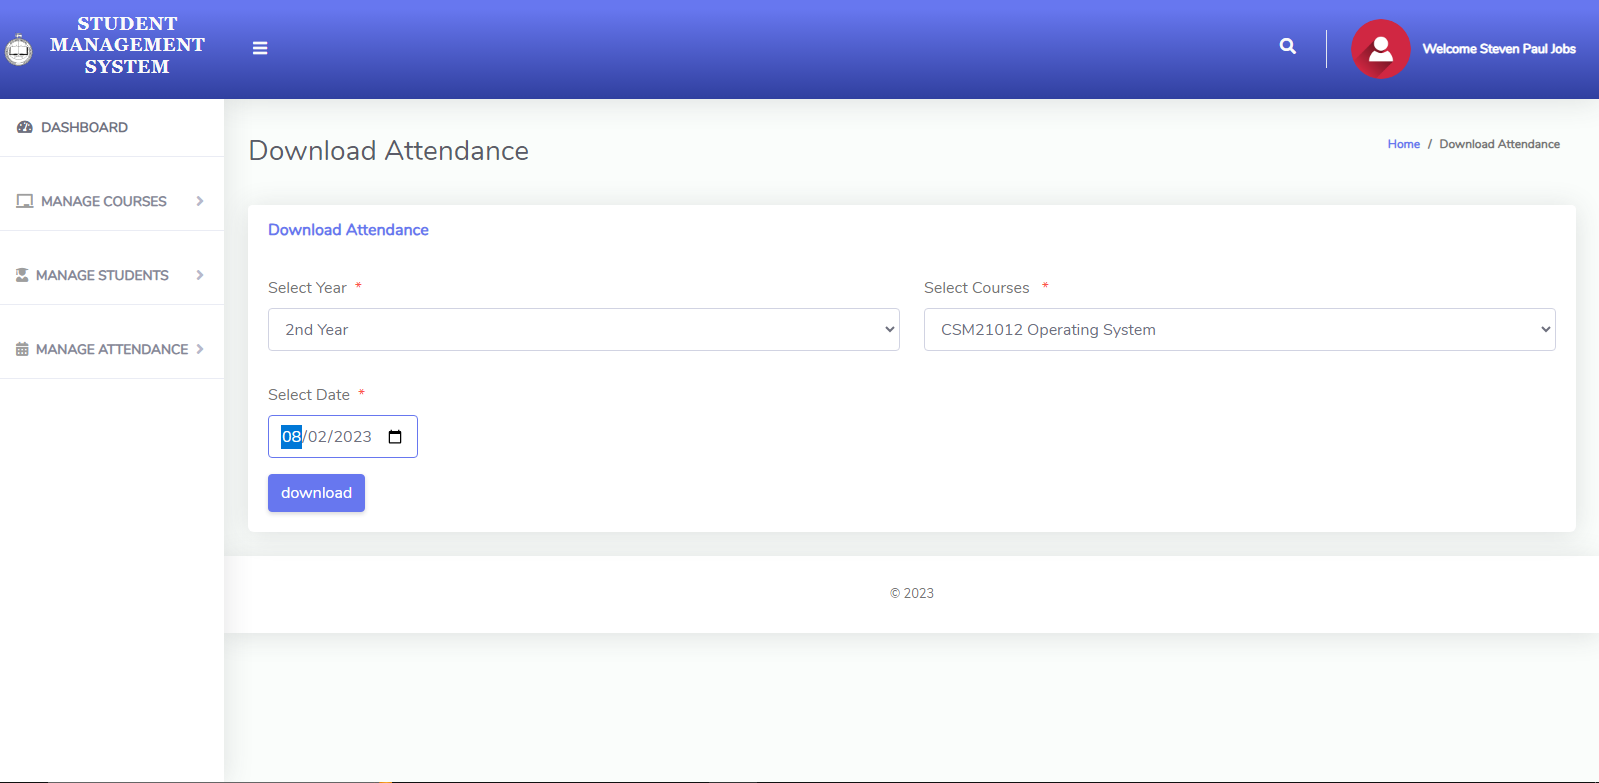 STUDENT
MANAGEMENT
SYSTEM
Welcome Steven Paul Jobs
DASHBOARD
MANAGE COURSES
MANAGE STUDENTS
MANAGE ATTENDANCE
Download Attendance
Home / Download Attendance
Download Attendance
Select Year *
2nd Year
Select Courses *
CSM21012 Operating System
Select Date *
08/02/2023
download
© 2023